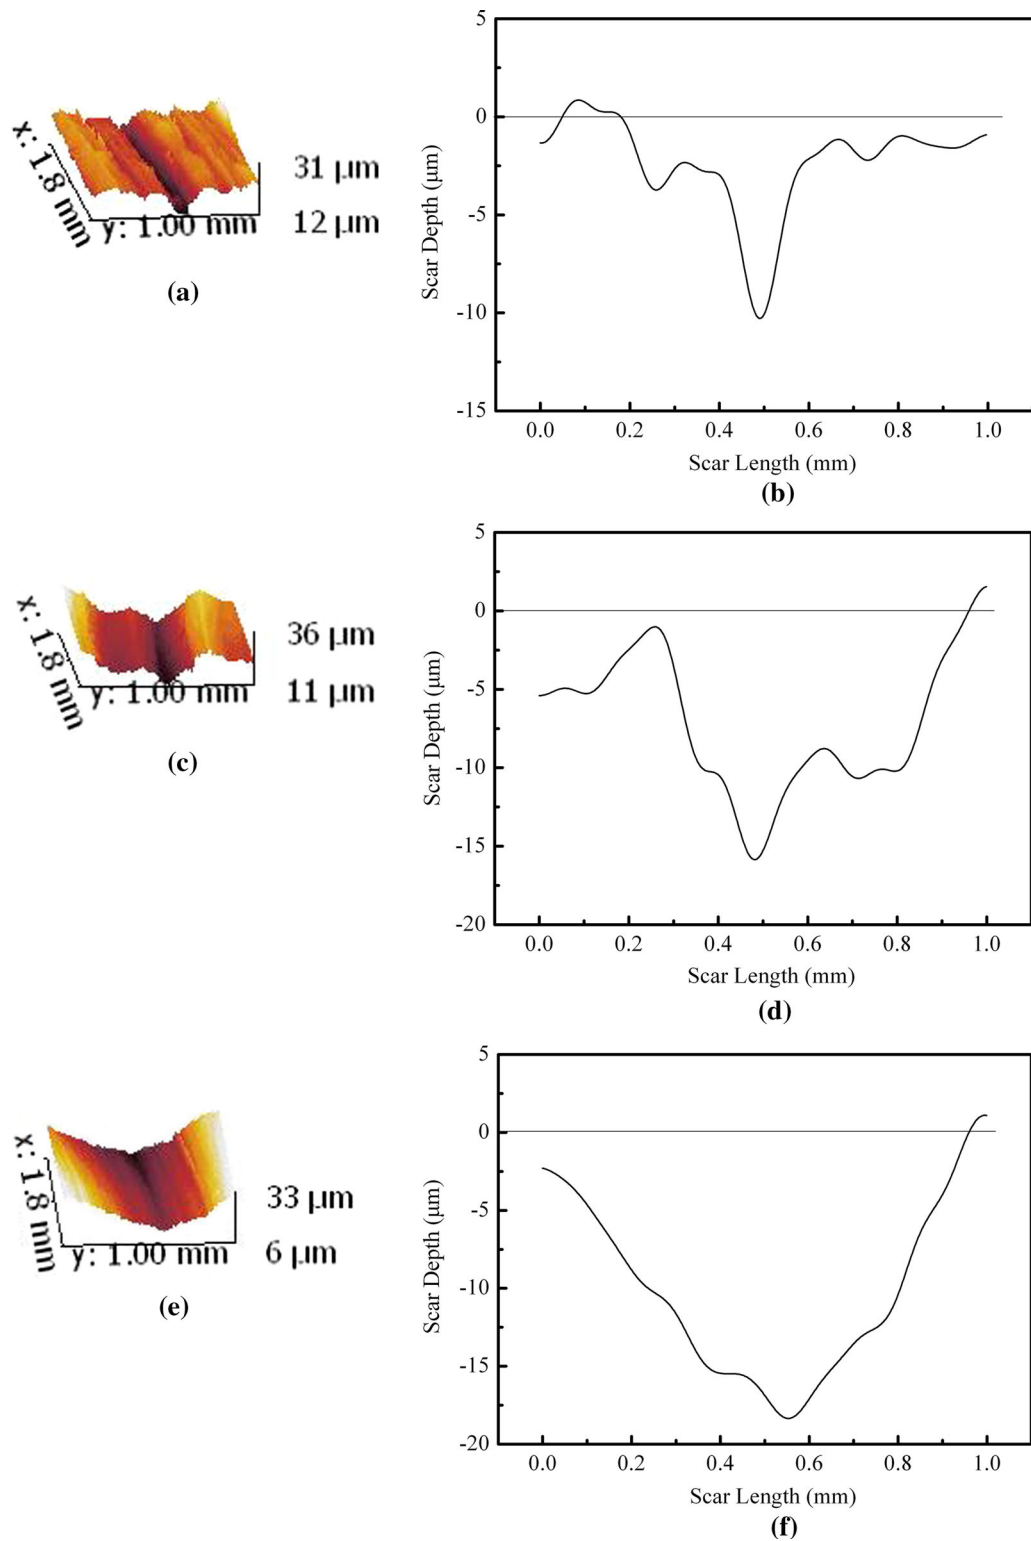 x: 1.8 mm
y: 1.00 mm
31 µm
12 µm
(a)
5
0
-5
-10
-15
Scar Depth (µm)
0.0 0.2 0.4 0.6 0.8 1.0
Scar Length (mm)
(b)
x: 1.8 mm
y: 1.00 mm
36 µm
11 µm
(c)
5
0
-5
-10
-15
-20
Scar Depth (µm)
0.0 0.2 0.4 0.6 0.8 1.0
Scar Length (mm)
(d)
x: 1.8 mm
y: 1.00 mm
33 µm
6 µm
(e)
5
0
-5
-10
-15
-20
Scar Depth (µm)
0.0 0.2 0.4 0.6 0.8 1.0
Scar Length (mm)
(f)